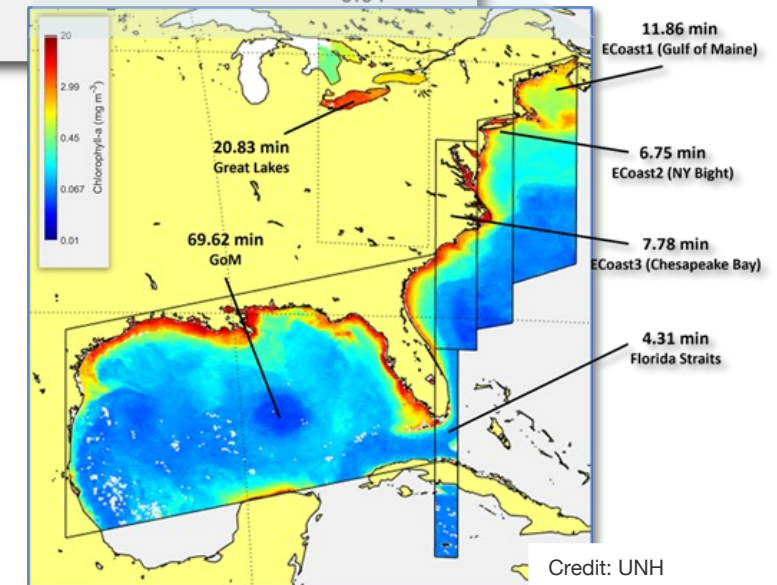 20
2.99
0.45
0.067
0.01
Chlorophyll-a (mg m⁻³)
11.86 min
ECoast1 (Gulf of Maine)
20.83 min
Great Lakes
6.75 min
ECoast2 (NY Bight)
69.62 min
GoM
7.78 min
ECoast3 (Chesapeake Bay)
4.31 min
Florida Straits
Credit: UNH